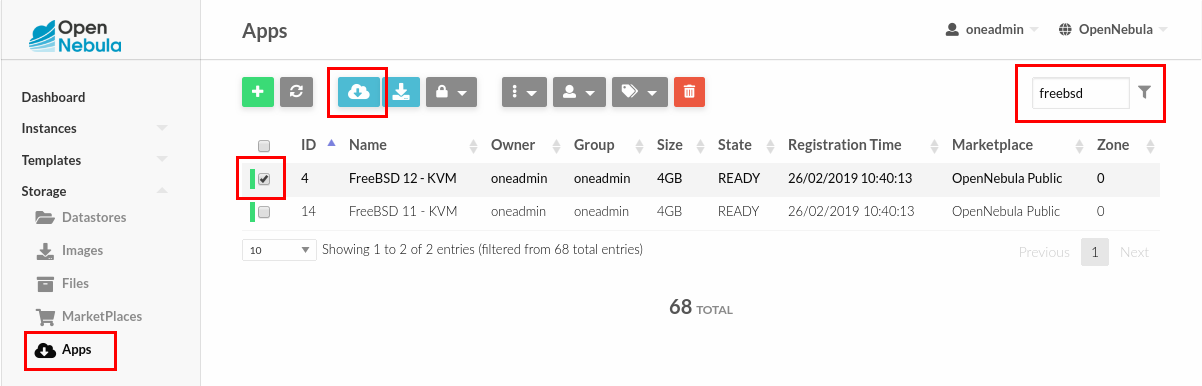 Open
Nebula
Apps
oneadmin
OpenNebula
freebsd
Dashboard
Instances
Templates
Storage
Datastores
Images
Files
MarketPlaces
Apps
ID Name Owner Group Size State Registration Time Marketplace Zone
4 FreeBSD 12 - KVM oneadmin oneadmin 4GB READY 26/02/2019 10:40:13 OpenNebula Public 0
14 FreeBSD 11 - KVM oneadmin oneadmin 4GB READY 26/02/2019 10:40:13 OpenNebula Public 0
10 Showing 1 to 2 of 2 entries (filtered from 68 total entries) Previous 1 Next
68 TOTAL